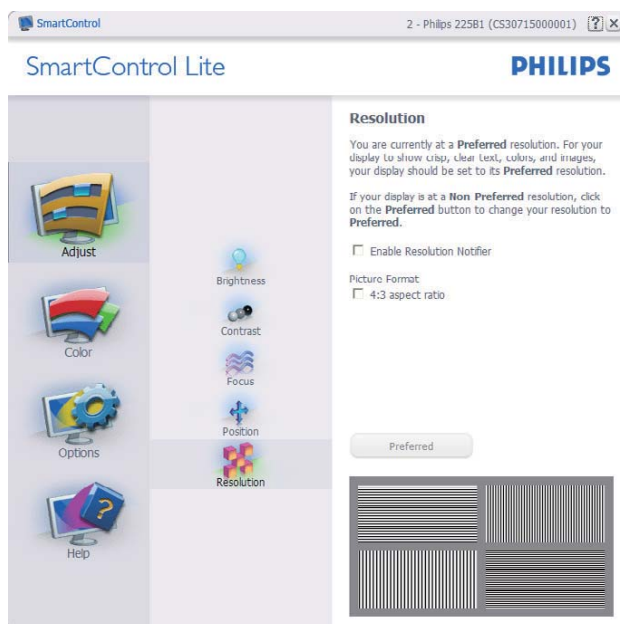 SmartControl
2 - Philips 225B1 (CS30715000001)
? X
SmartControl Lite
PHILIPS
Adjust
Color
Options
Help
Brightness
Contrast
Focus
Position
Resolution
Resolution
You are currently at a Preferred resolution. For your
display to show crisp, clear text, colors, and images,
your display should be set to its Preferred resolution.
If your display is at a Non Preferred resolution, click
on the Preferred button to change your resolution to
Preferred.
Enable Resolution Notifier
Picture Format
4:3 aspect ratio
Preferred